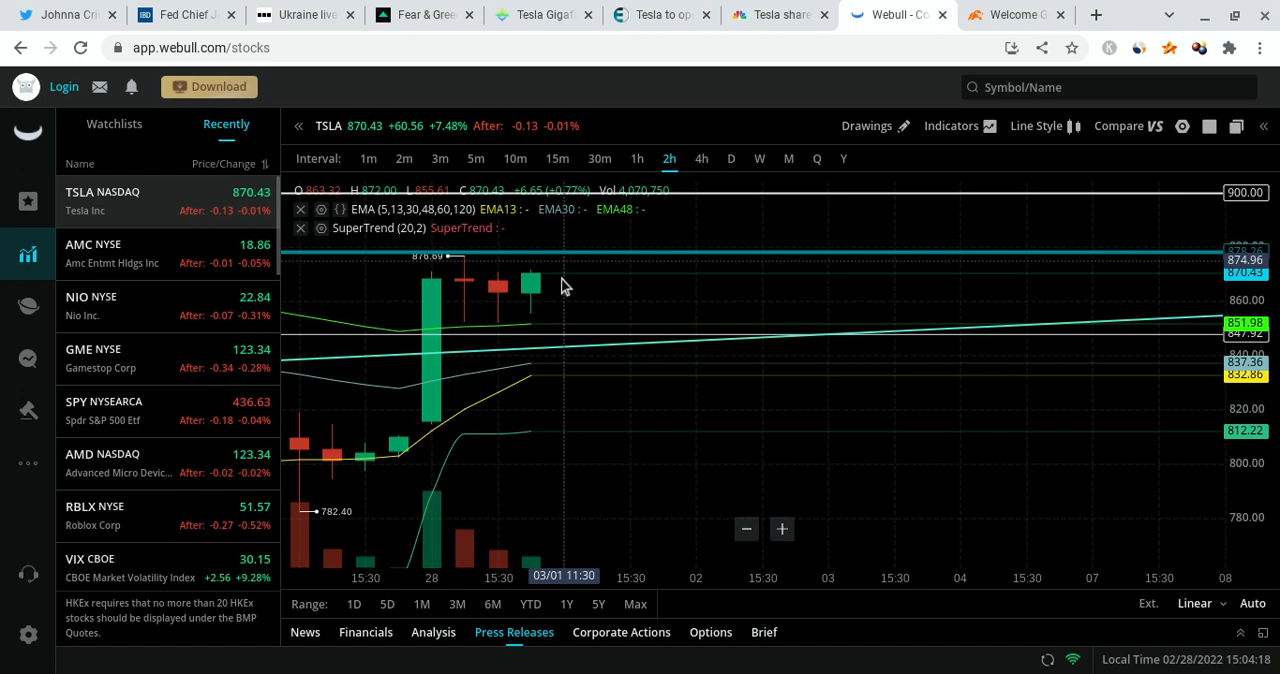 Johnna Cri
Fed Chief J
Ukraine live
Fear & Gree
Tesla Gigaf
Tesla to ope
Tesla share
Webull - Co
Welcome G
app.webull.com/stocks
Login
Download
Symbol/Name
Watchlists
Recently
Name
Price/Change
TSLA NASDAQ 870.43
Tesla Inc After: -0.13 -0.01%
AMC NYSE 18.86
Amc Entmt Hldgs Inc After: -0.01 -0.05%
NIO NYSE 22.84
Nio Inc. After: -0.07 -0.31%
GME NYSE 123.34
Gamestop Corp After: -0.34 -0.28%
SPY NYSEARCA 436.63
Spdr S&P 500 Etf After: -0.18 -0.04%
AMD NASDAQ 123.34
Advanced Micro Devic... After: -0.02 -0.02%
RBLX NYSE 51.57
Roblox Corp After: -0.27 -0.52%
VIX CBOE 30.15
CBOE Market Volatility Index +2.56 +9.28%
HKEx requires that no more than 20 HKEx
stocks should be displayed under the BMP
Quotes.
TSLA 870.43 +60.56 +7.48% After: -0.13 -0.01%
Drawings
Indicators
Line Style
Compare VS
Interval: 1m 2m 3m 5m 10m 15m 30m 1h 2h 4h D W M Q Y
O 863.32 H 872.00 L 855.61 C 870.43 +6.65 (+0.77%) Vol 4,070,750
EMA (5,13,30,48,60,120) EMA13 : - EMA30 : - EMA48 : -
SuperTrend (20,2) SuperTrend : -
876.69
782.40
900.00
878.26
874.96
870.43
860.00
851.98
847.92
840.00
837.36
832.86
820.00
812.22
800.00
780.00
15:30 28 15:30 03/01 11:30 15:30 02 15:30 03 15:30 04 15:30 07 15:30 08
Range: 1D 5D 1M 3M 6M YTD 1Y 5Y Max
Ext. Linear Auto
News Financials Analysis Press Releases Corporate Actions Options Brief
Local Time 02/28/2022 15:04:18